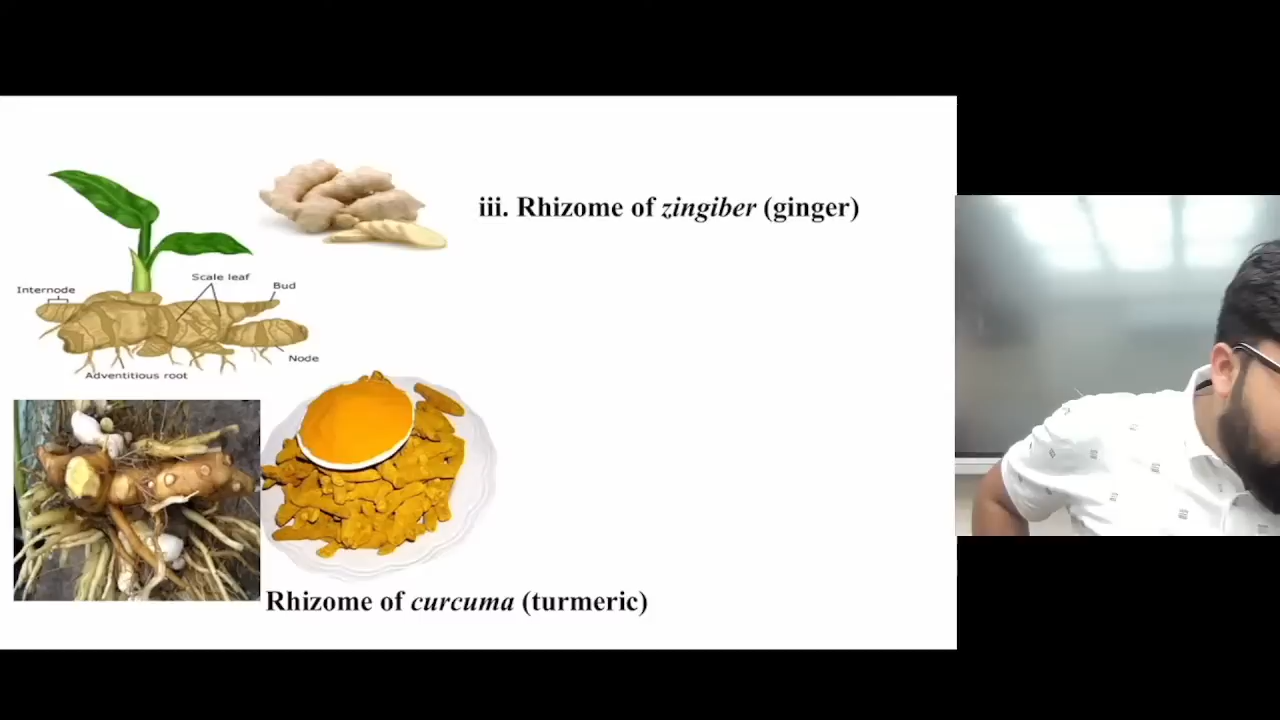 iii. Rhizome of zingiber (ginger)
Scale leaf
Bud
Internode
Node
Adventitious root
Rhizome of curcuma (turmeric)